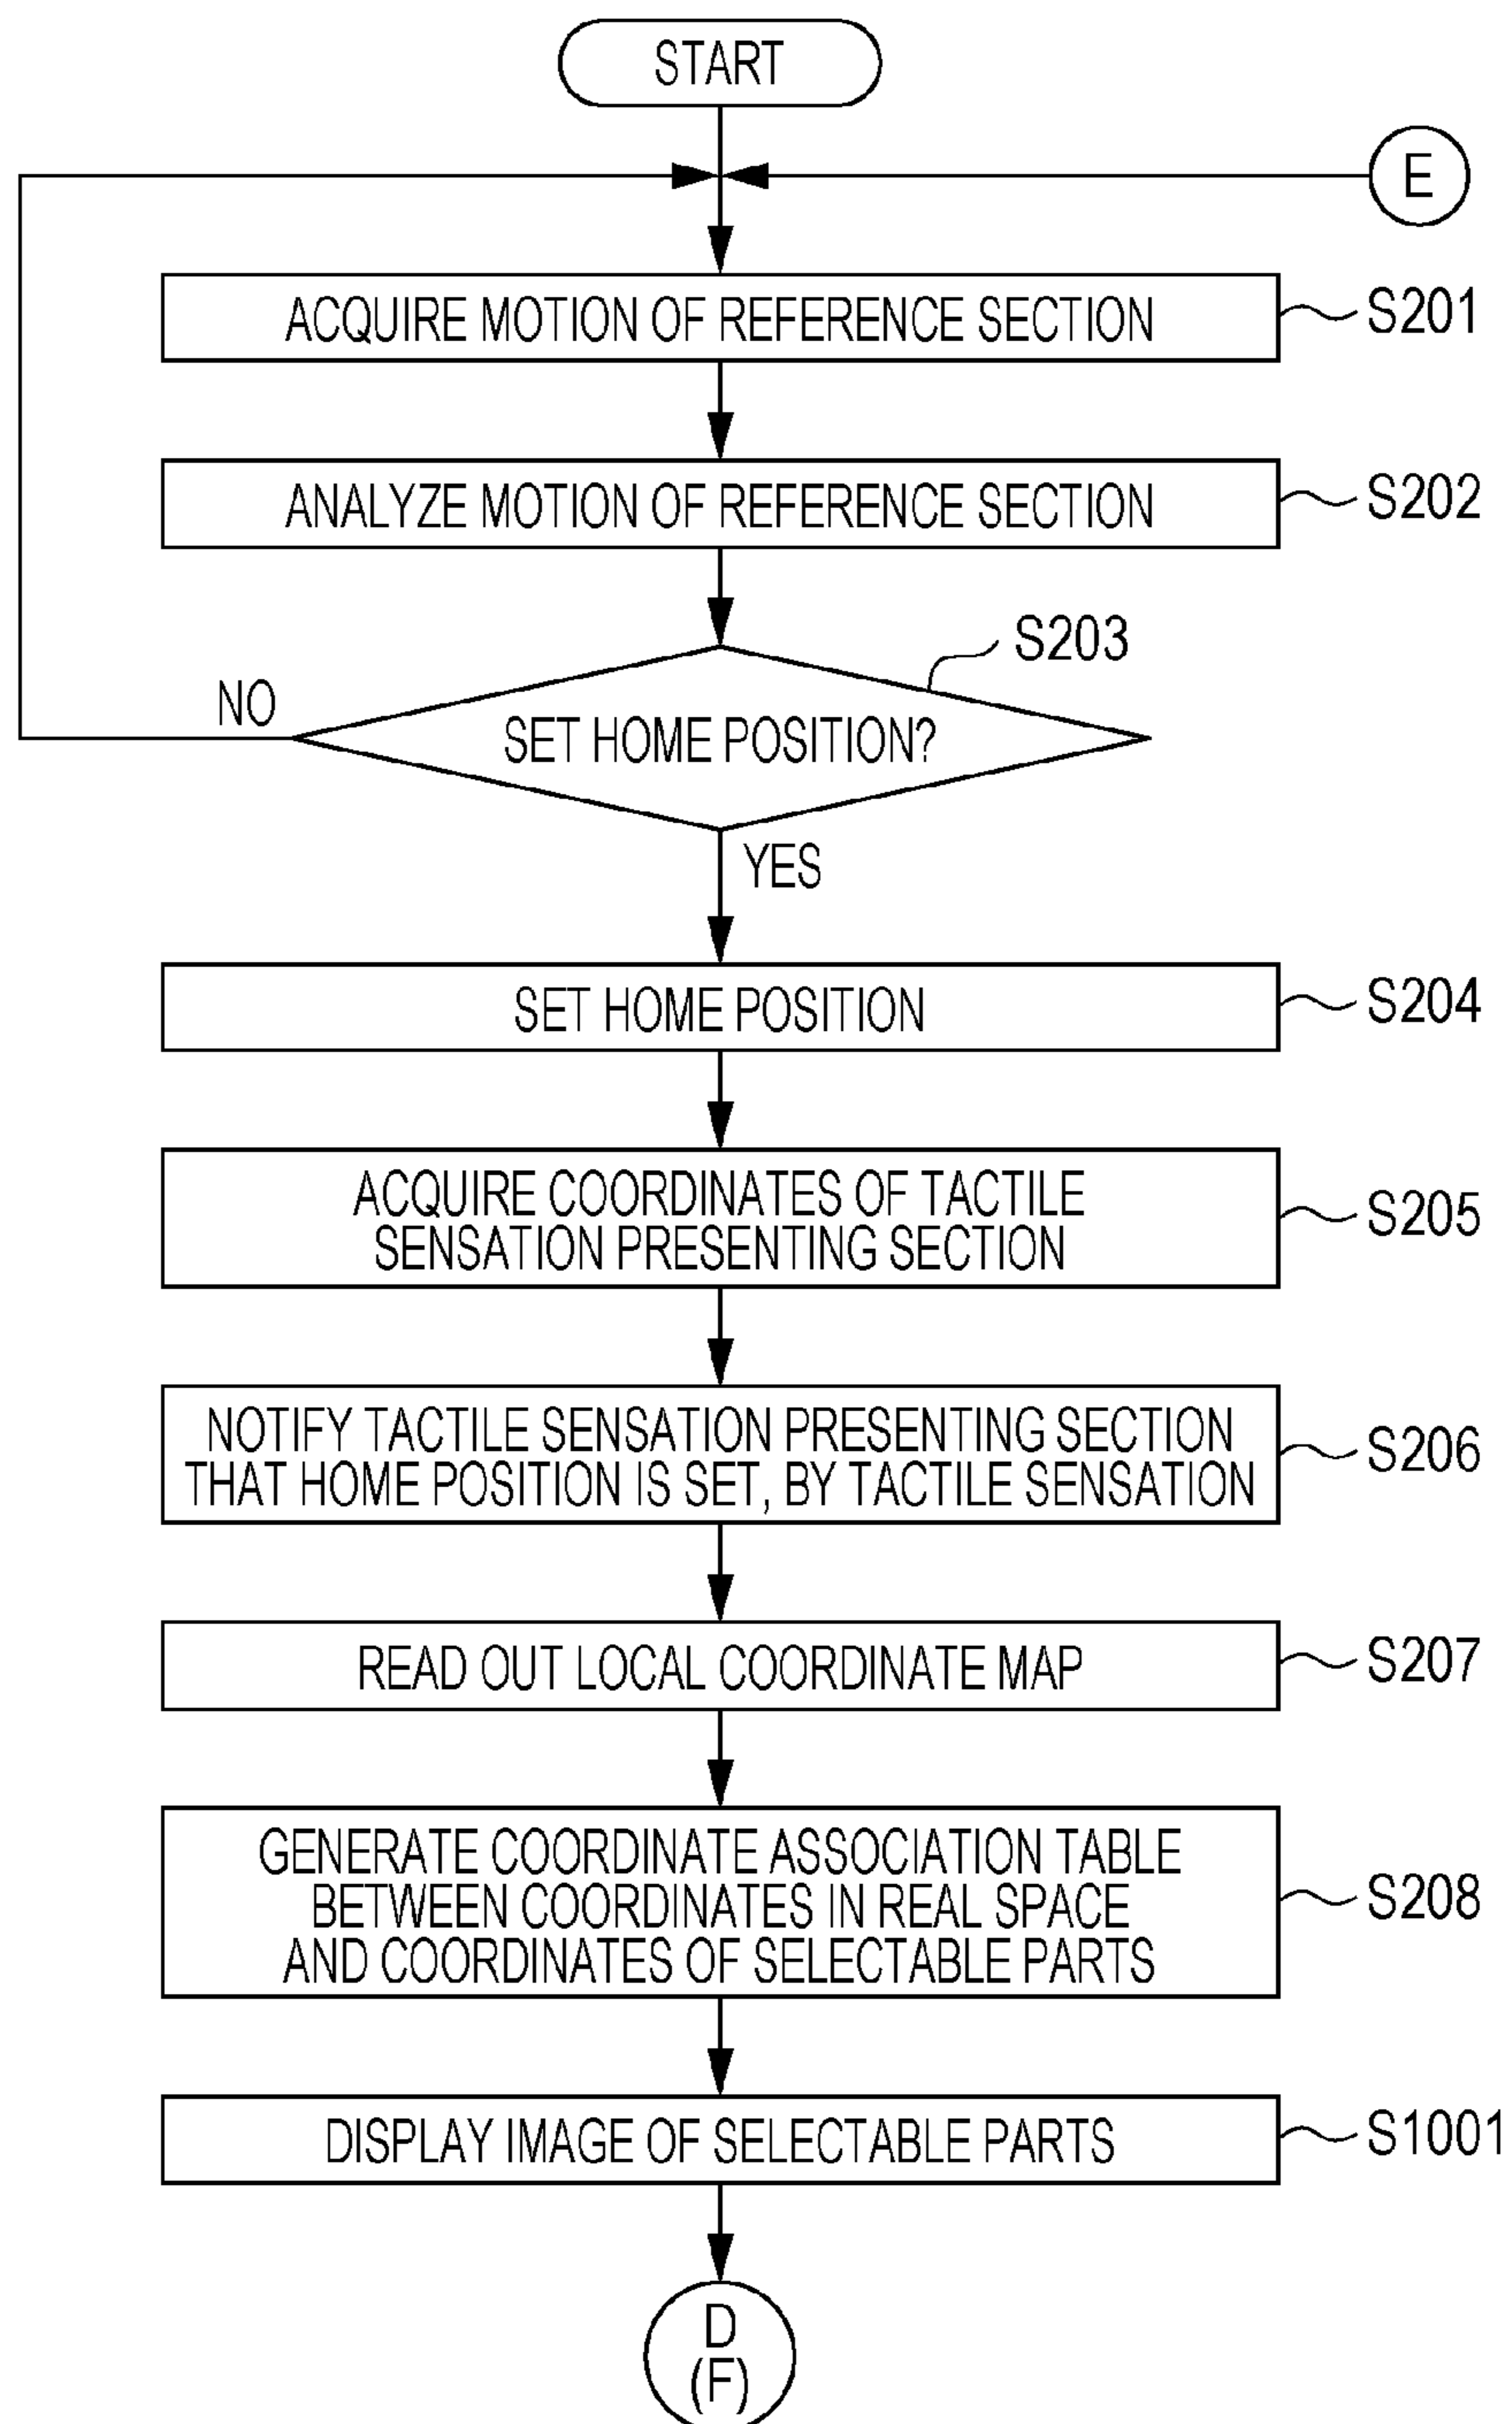 START
E
ACQUIRE MOTION OF REFERENCE SECTION
S201
ANALYZE MOTION OF REFERENCE SECTION
S202
S203
NO
SET HOME POSITION?
YES
SET HOME POSITION
S204
ACQUIRE COORDINATES OF TACTILE
SENSATION PRESENTING SECTION
S205
NOTIFY TACTILE SENSATION PRESENTING SECTION
THAT HOME POSITION IS SET, BY TACTILE SENSATION
S206
READ OUT LOCAL COORDINATE MAP
S207
GENERATE COORDINATE ASSOCIATION TABLE
BETWEEN COORDINATES IN REAL SPACE
AND COORDINATES OF SELECTABLE PARTS
S208
DISPLAY IMAGE OF SELECTABLE PARTS
S1001
D
(F)